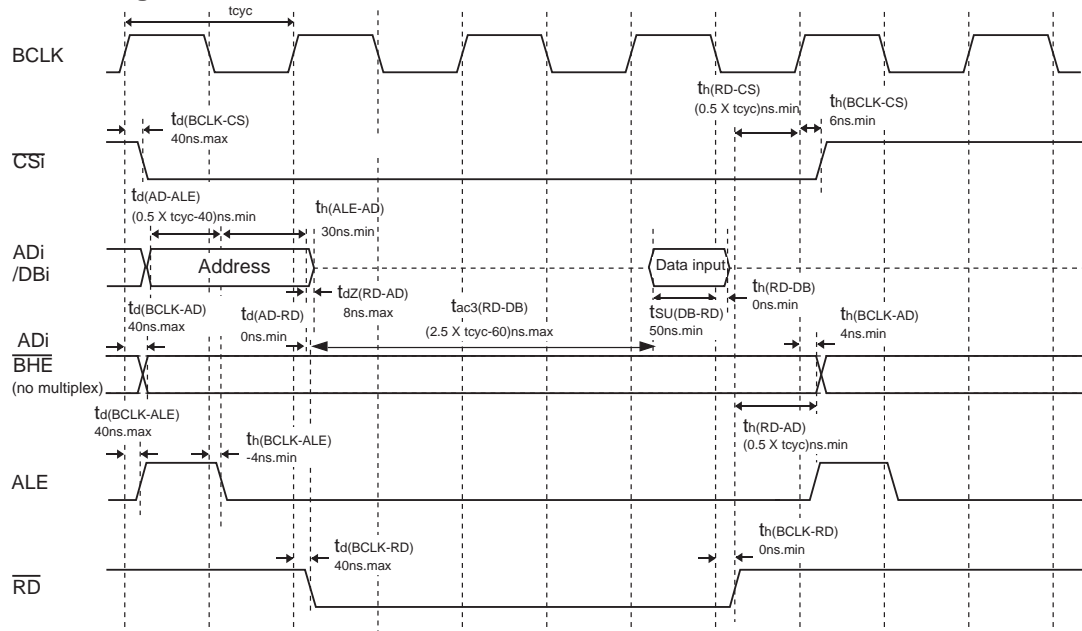 tcyc
BCLK
th(RD-CS)
(0.5 X tcyc)ns.min
th(BCLK-CS)
6ns.min
td(BCLK-CS)
40ns.max
CSi
td(AD-ALE)
(0.5 X tcyc-40)ns.min
th(ALE-AD)
30ns.min
ADi
/DBi
Address
Data input
td(BCLK-AD)
40ns.max
td(AD-RD)
0ns.min
tdZ(RD-AD)
8ns.max
tac3(RD-DB)
(2.5 X tcyc-60)ns.max
tSU(DB-RD)
50ns.min
th(RD-DB)
0ns.min
th(BCLK-AD)
4ns.min
ADi
BHE
(no multiplex)
td(BCLK-ALE)
40ns.max
th(BCLK-ALE)
-4ns.min
th(RD-AD)
(0.5 X tcyc)ns.min
ALE
td(BCLK-RD)
40ns.max
th(BCLK-RD)
0ns.min
RD